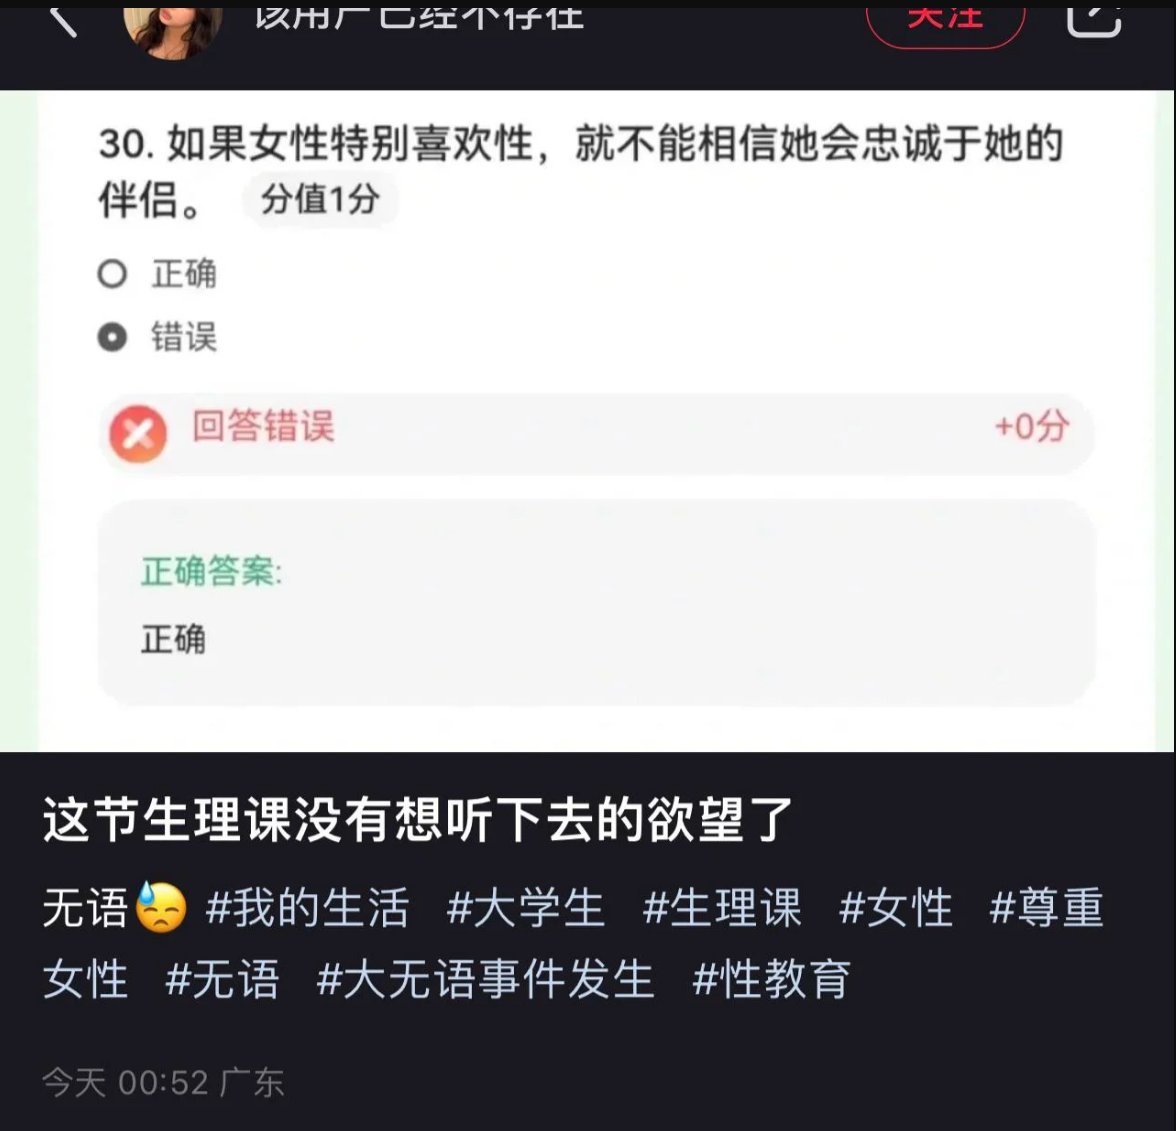 该用户已经不存在
关注
30. 如果女性特别喜欢性，就不能相信她会忠诚于她的
伴侣。 分值1分
正确
错误
回答错误 +0分
正确答案:
正确
这节生理课没有想听下去的欲望了
无语😓 #我的生活 #大学生 #生理课 #女性 #尊重
女性 #无语 #大无语事件发生 #性教育
今天 00:52 广东